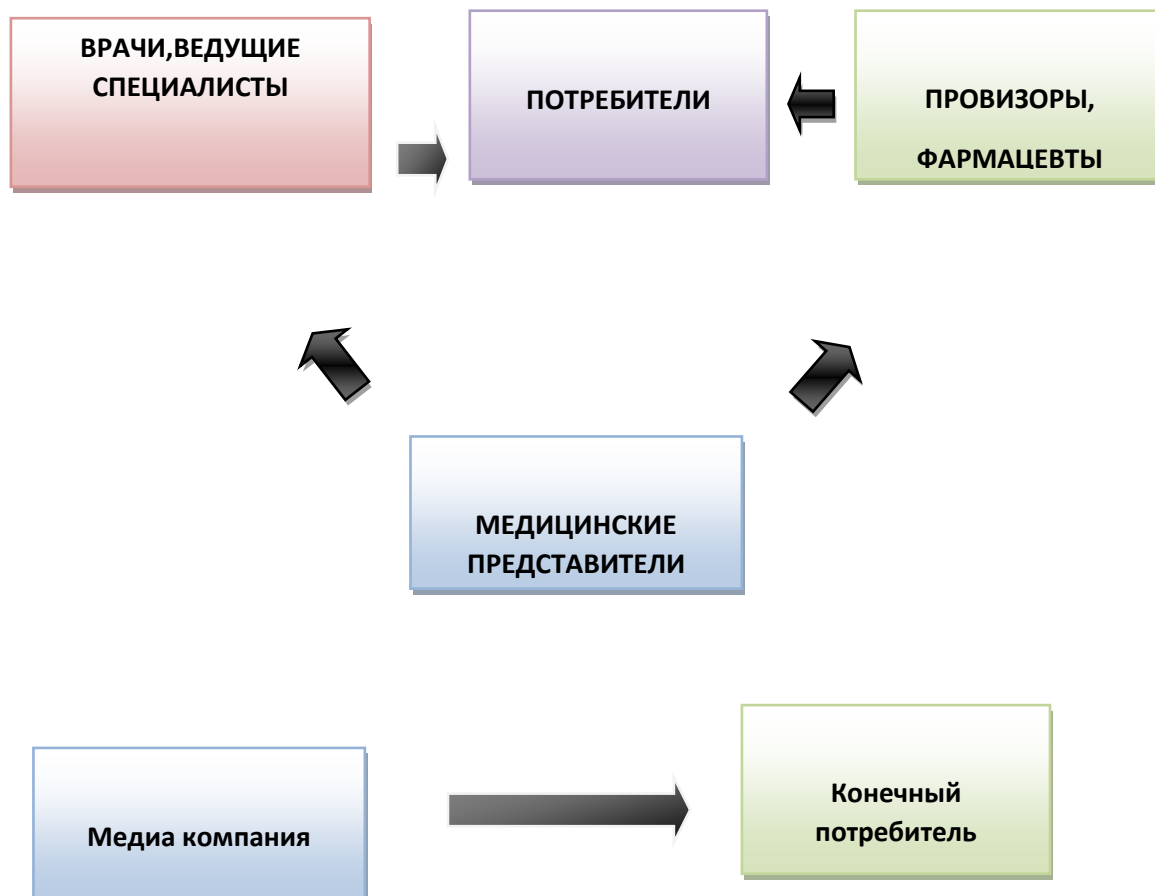 ВРАЧИ,ВЕДУЩИЕ
СПЕЦИАЛИСТЫ
ПОТРЕБИТЕЛИ
ПРОВИЗОРЫ,
ФАРМАЦЕВТЫ
МЕДИЦИНСКИЕ
ПРЕДСТАВИТЕЛИ
Медиа компания
Конечный
потребитель